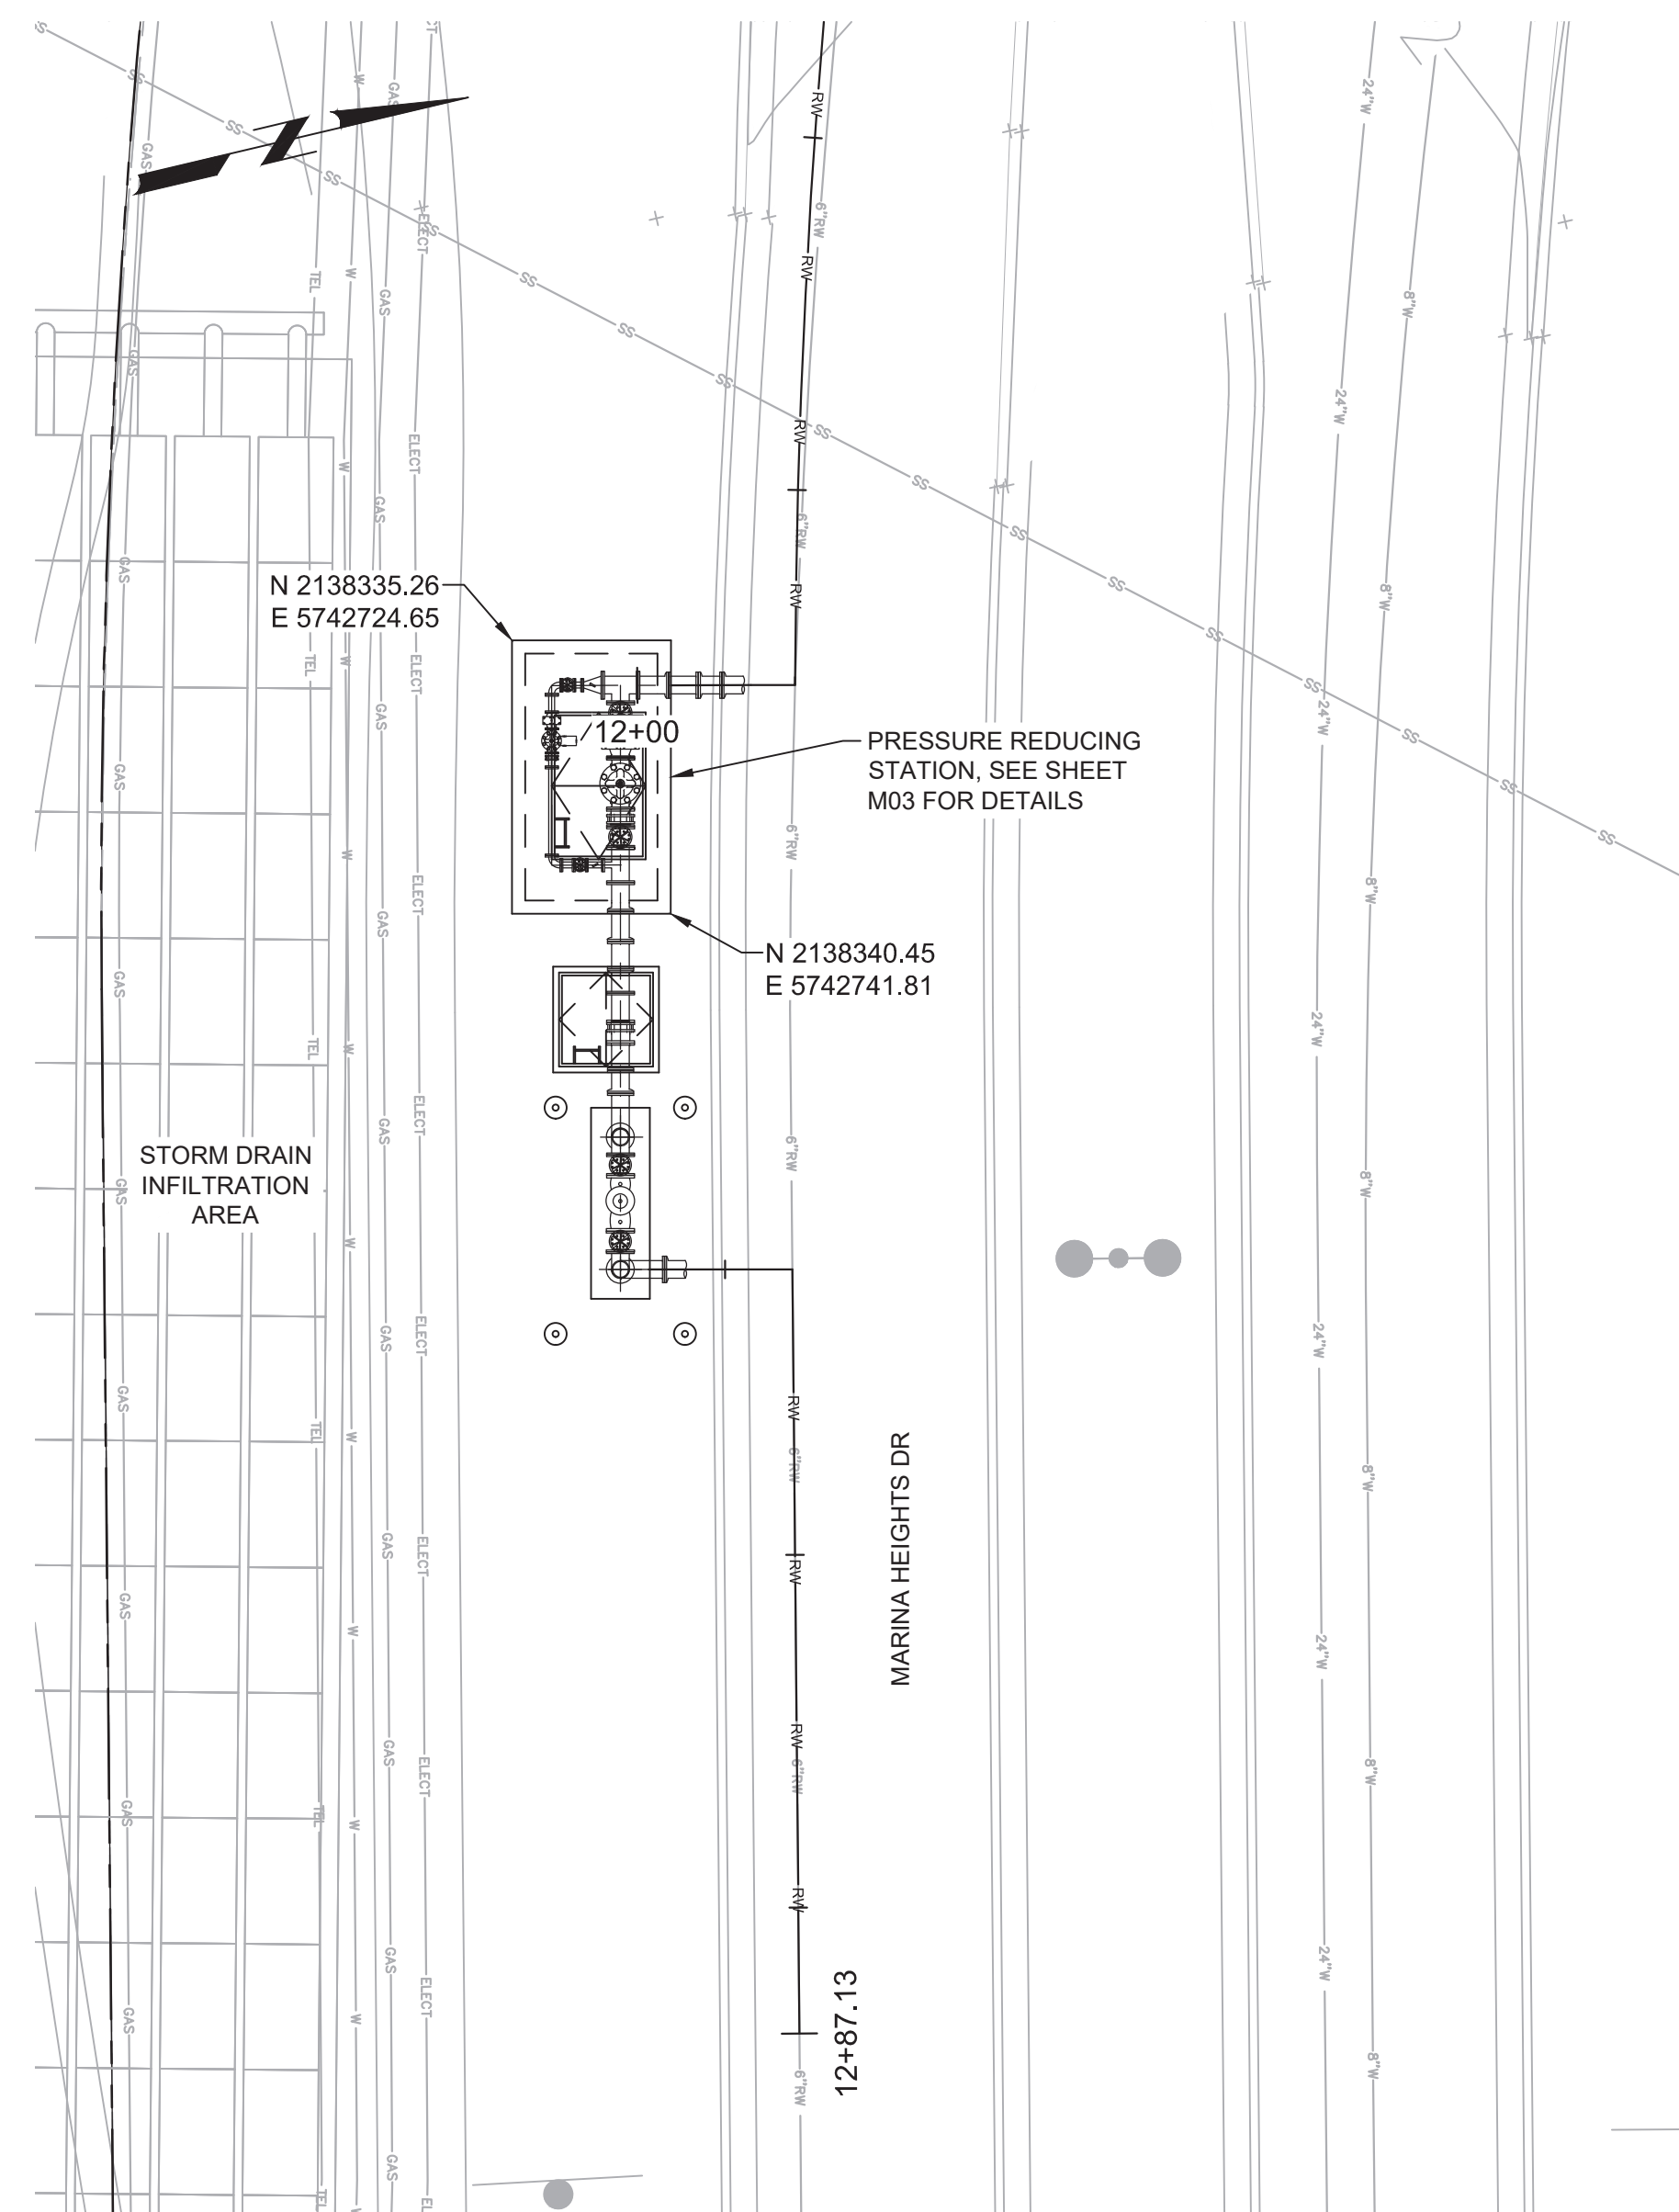 N 2138335.26
E 5742724.65
12+00
PRESSURE REDUCING
STATION, SEE SHEET
M03 FOR DETAILS
N 2138340.45
E 5742741.81
STORM DRAIN
INFILTRATION
AREA
MARINA HEIGHTS DR
12+87.13
SS
GAS
TEL
W
ELECT
RW
6"RW
24"W
8"W